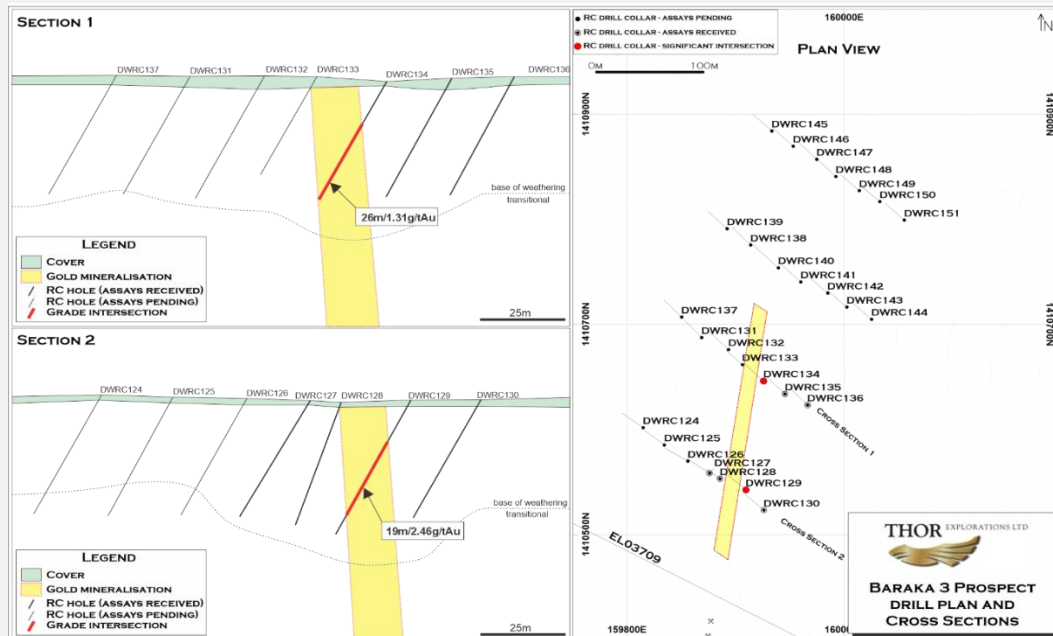 SECTION 1
DWRC137
DWRC131
DWRC132
DWRC133
DWRC134
DWRC135
DWRC136
base of weathering
transitional
26m/1.31g/tAu
LEGEND
COVER
GOLD MINERALISATION
RC HOLE (ASSAYS RECEIVED)
RC HOLE (ASSAYS PENDING)
GRADE INTERSECTION
25m
SECTION 2
DWRC124
DWRC125
DWRC126
DWRC127
DWRC128
DWRC129
DWRC130
base of weathering
transitional
19m/2.46g/tAu
LEGEND
COVER
GOLD MINERALISATION
RC HOLE (ASSAYS RECEIVED)
RC HOLE (ASSAYS PENDING)
GRADE INTERSECTION
25m
RC DRILL COLLAR - ASSAYS PENDING
RC DRILL COLLAR - ASSAYS RECEIVED
RC DRILL COLLAR - SIGNIFICANT INTERSECTION
0M 100M
160000E
N
PLAN VIEW
1410900N
1410900N
DWRC145
DWRC146
DWRC147
DWRC148
DWRC149
DWRC150
DWRC151
DWRC139
DWRC138
DWRC140
DWRC141
DWRC142
DWRC143
DWRC144
1410700N
1410700N
DWRC137
DWRC131
DWRC132
DWRC133
DWRC134
DWRC135
DWRC136
CROSS SECTION 1
DWRC124
DWRC125
DWRC126
DWRC127
DWRC128
DWRC129
DWRC130
CROSS SECTION 2
1410500N
1410500N
EL03709
159800E
THOR EXPLORATIONS LTD
BARAKA 3 PROSPECT
DRILL PLAN AND
CROSS SECTIONS